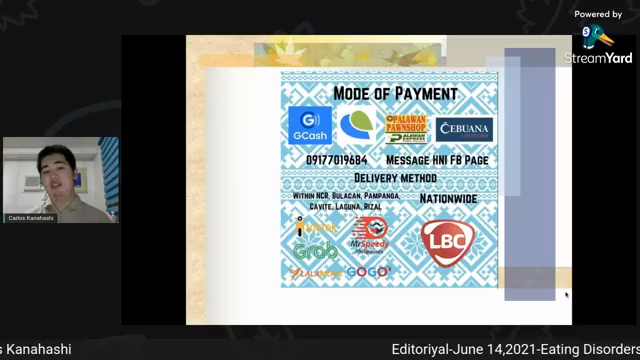 Powered by
StreamYard
MODE OF PAYMENT
GCash
PALAWAN
PAWNSHOP
CEBUANA
09177019684
MESSAGE HNI FB PAGE
DELIVERY METHOD
WITHIN NCR, BULACAN, PAMPANGA,
CAVITE, LAGUNA, RIZAL
NATIONWIDE
MrSpeedy
Philippines
Grab
LBC
LALAMOVE
GOGO
Carlos Kanahashi
s Kanahashi
Editoriyal-June 14,2021-Eating Disorders